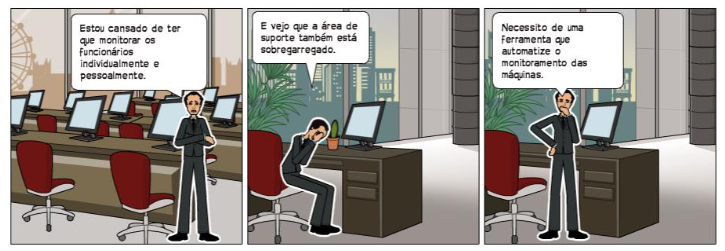 Estou cansado de ter
que monitorar os
funcionários
individualmente e
pessoalmente.
E vejo que a área de
suporte também está
sobregarregado.
Necessito de uma
ferramenta que
automatize o
monitoramento das
máquinas.